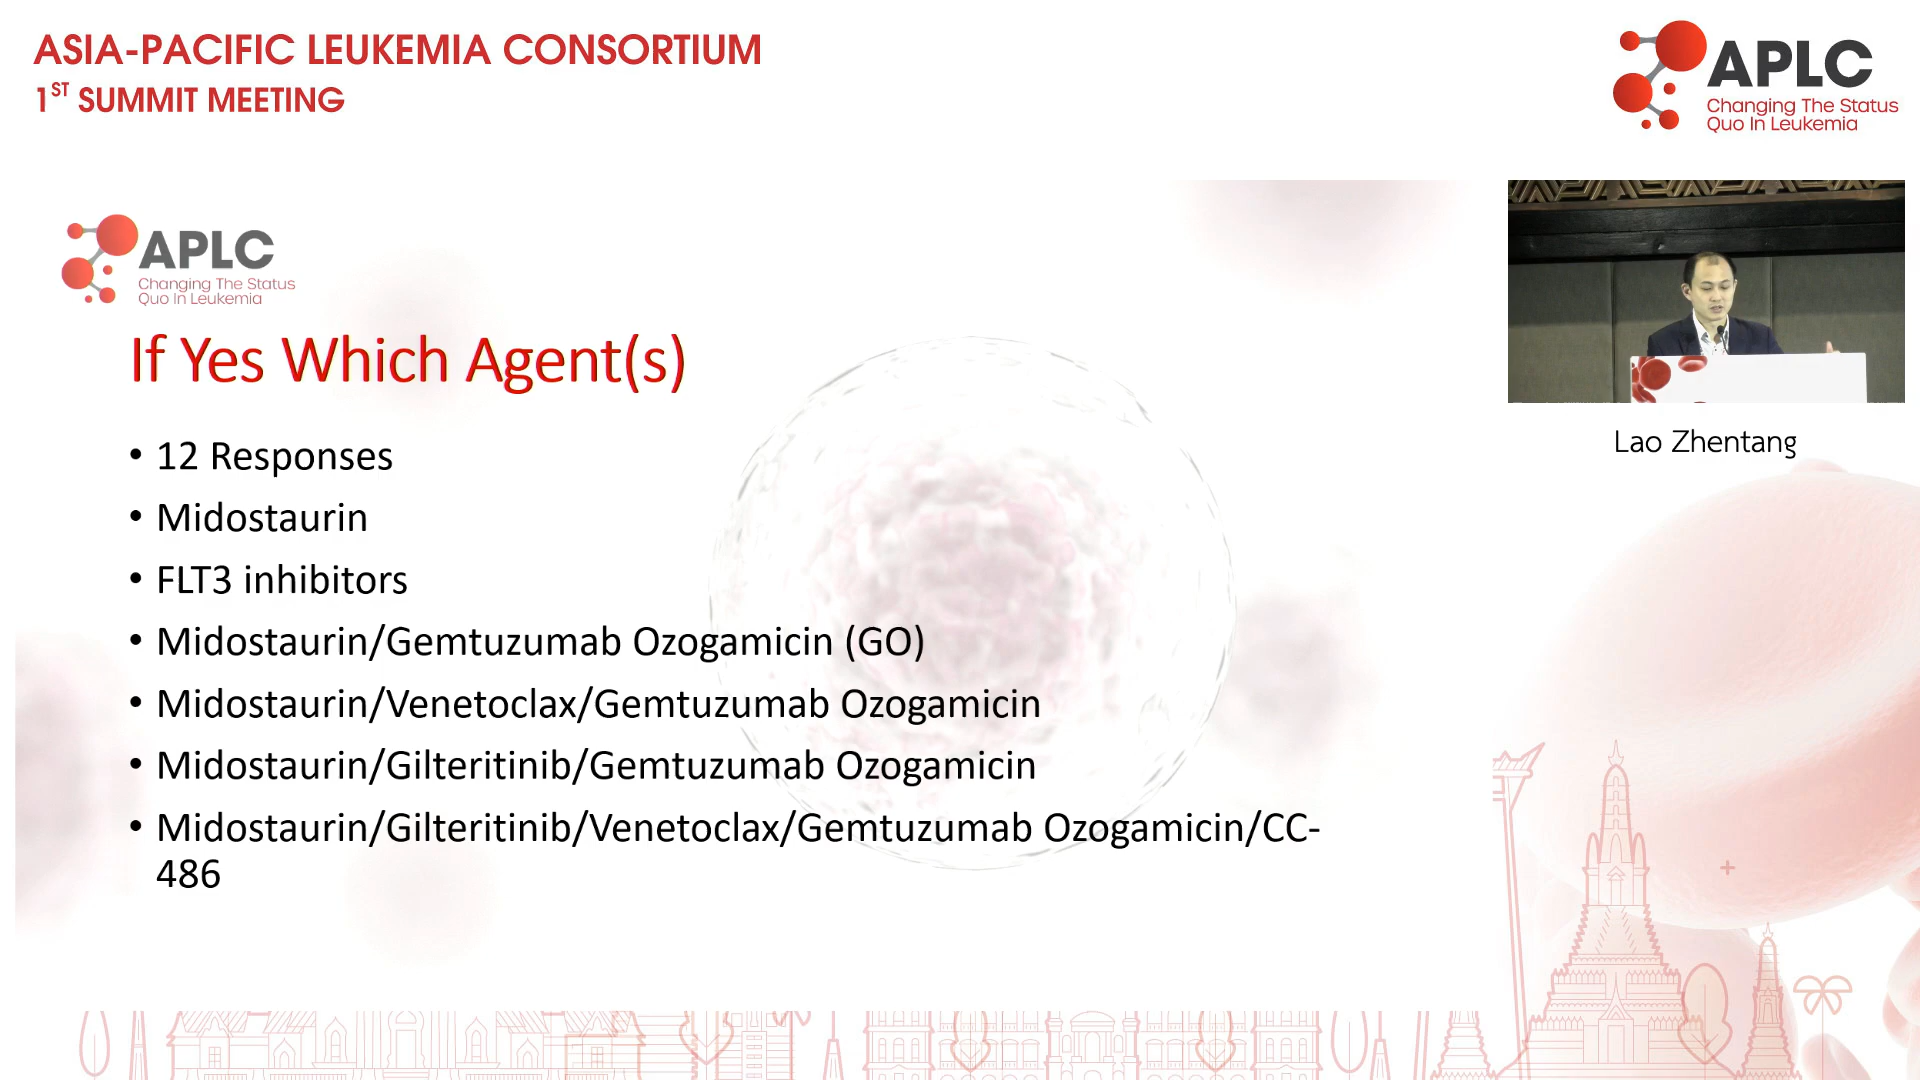 ASIA-PACIFIC LEUKEMIA CONSORTIUM
1ST SUMMIT MEETING
APLC
Changing The Status
Quo In Leukemia
APLC
Changing The Status
Quo In Leukemia
If Yes Which Agent(s)
• 12 Responses
• Midostaurin
• FLT3 inhibitors
• Midostaurin/Gemtuzumab Ozogamicin (GO)
• Midostaurin/Venetoclax/Gemtuzumab Ozogamicin
• Midostaurin/Gilteritinib/Gemtuzumab Ozogamicin
• Midostaurin/Gilteritinib/Venetoclax/Gemtuzumab Ozogamicin/CC-
486
Lao Zhentang